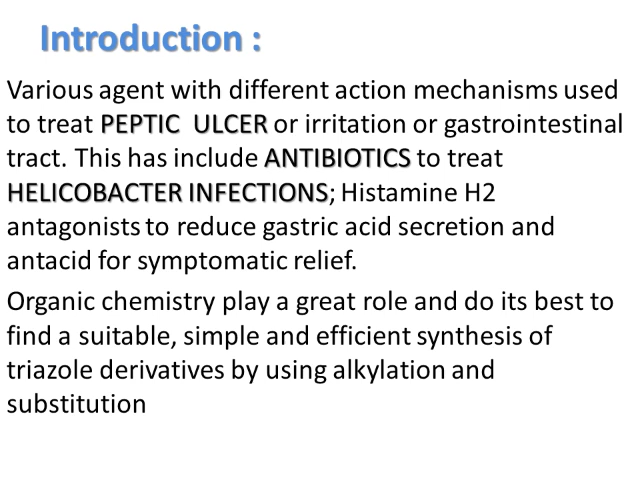 Introduction :
Various agent with different action mechanisms used
to treat PEPTIC ULCER or irritation or gastrointestinal
tract. This has include ANTIBIOTICS to treat
HELICOBACTER INFECTIONS; Histamine H2
antagonists to reduce gastric acid secretion and
antacid for symptomatic relief.
Organic chemistry play a great role and do its best to
find a suitable, simple and efficient synthesis of
triazole derivatives by using alkylation and
substitution